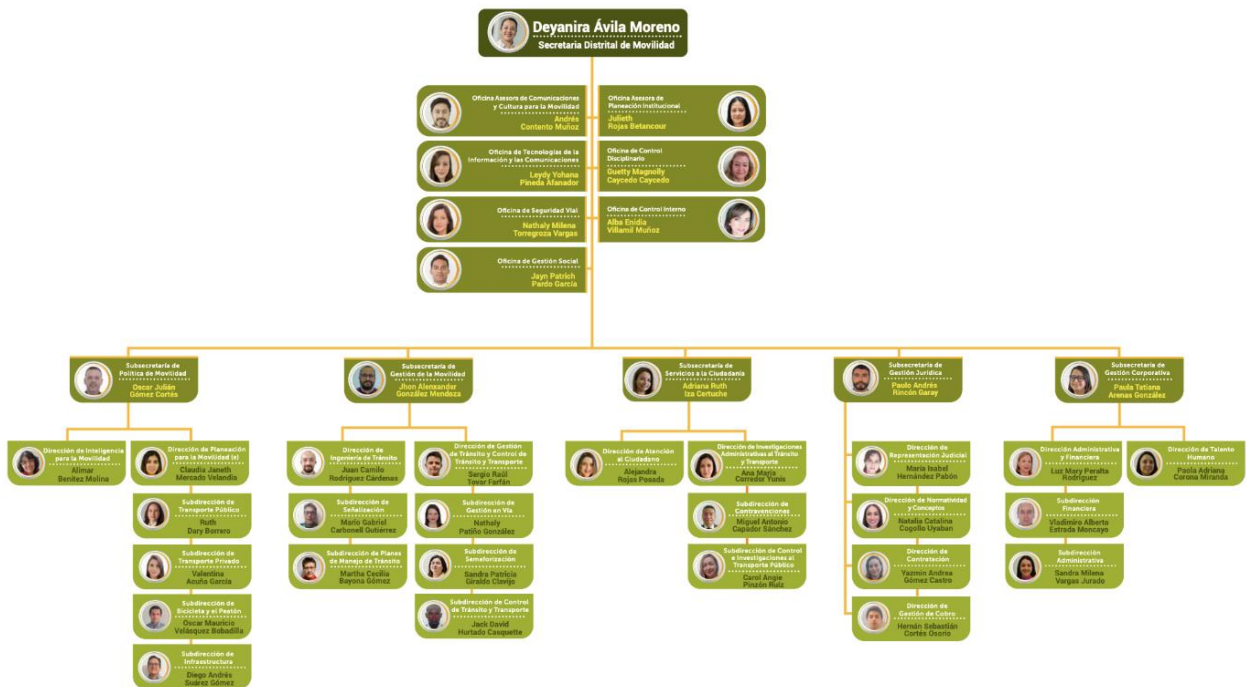 Deyanira Ávila Moreno
Secretaria Distrital de Movilidad
Oficina Asesora de Comunicaciones
y Cultura para la Movilidad
Andrés
Contento Muñoz
Oficina Asesora de
Planeación Institucional
Julieth
Rojas Betancour
Oficina de Tecnologías de la
Información y las Comunicaciones
Leydy Yohana
Pineda Afanador
Oficina de Control
Disciplinario
Guetty Magnolly
Caycedo Caycedo
Oficina de Seguridad Vial
Nathaly Milena
Torregroza Vargas
Oficina de Control Interno
Alba Enidia
Villamil Muñoz
Oficina de Gestión Social
Jayn Patrich
Pardo García
Subsecretaría de
Política de Movilidad
Oscar Julián
Gómez Cortés
Subsecretaría de
Gestión de la Movilidad
Jhon Alenxandar
González Mendoza
Subsecretaría de
Servicios a la Ciudadanía
Adriana Ruth
Iza Certuche
Subsecretaría de
Gestión Jurídica
Paulo Andrés
Rincón Garay
Subsecretaría de
Gestión Corporativa
Paula Tatiana
Arenas González
Dirección de Inteligencia
para la Movilidad
Alimar
Benítez Molina
Dirección de Planeación
para la Movilidad (e)
Claudia Janeth
Mercado Velandia
Subdirección de
Transporte Público
Ruth
Dary Borrero
Subdirección de
Transporte Privado
Valentina
Acuña García
Subdirección de
Bicicleta y el Peatón
Oscar Mauricio
Velásquez Bobadilla
Subdirección de
Infraestructura
Diego Andrés
Suárez Gómez
Dirección de
Ingeniería de Tránsito
Juan Camilo
Rodríguez Cárdenas
Subdirección de
Señalización
Mario Gabriel
Carbonell Gutiérrez
Subdirección de Planes
de Manejo de Tránsito
Martha Cecilia
Bayona Gómez
Dirección de Gestión
de Tránsito y Control de
Tránsito y Transporte
Sergio Raúl
Tovar Farfán
Subdirección de
Gestión en Vía
Nathaly
Patiño González
Subdirección de
Semaforización
Sandra Patricia
Giraldo Clavijo
Subdirección de Control
de Tránsito y Transporte
Jack David
Hurtado Casquette
Dirección de Atención
al Ciudadano
Alejandra
Rojas Posada
Dirección de Investigaciones
Administrativas al Tránsito
y Transporte
Ana María
Corredor Yunis
Subdirección de
Contravenciones
Miguel Antonio
Capador Sánchez
Subdirección de Control
e Investigaciones al
Transporte Público
Carol Angie
Pinzón Ruiz
Dirección de
Representación Judicial
María Isabel
Hernández Pabón
Dirección de Normatividad
y Conceptos
Natalia Catalina
Cogollo Uyaban
Dirección de
Contratación
Yazmín Andrea
Gómez Castro
Dirección de
Gestión de Cobro
Hernán Sebastián
Cortés Osorio
Dirección Administrativa
y Financiera
Luz Mary Peralta
Rodríguez
Subdirección
Financiera
Vladimiro Alberto
Estrada Moncayo
Subdirección
Administrativa
Sandra Milena
Vargas Jurado
Dirección de Talento
Humano
Paola Adriana
Corona Miranda